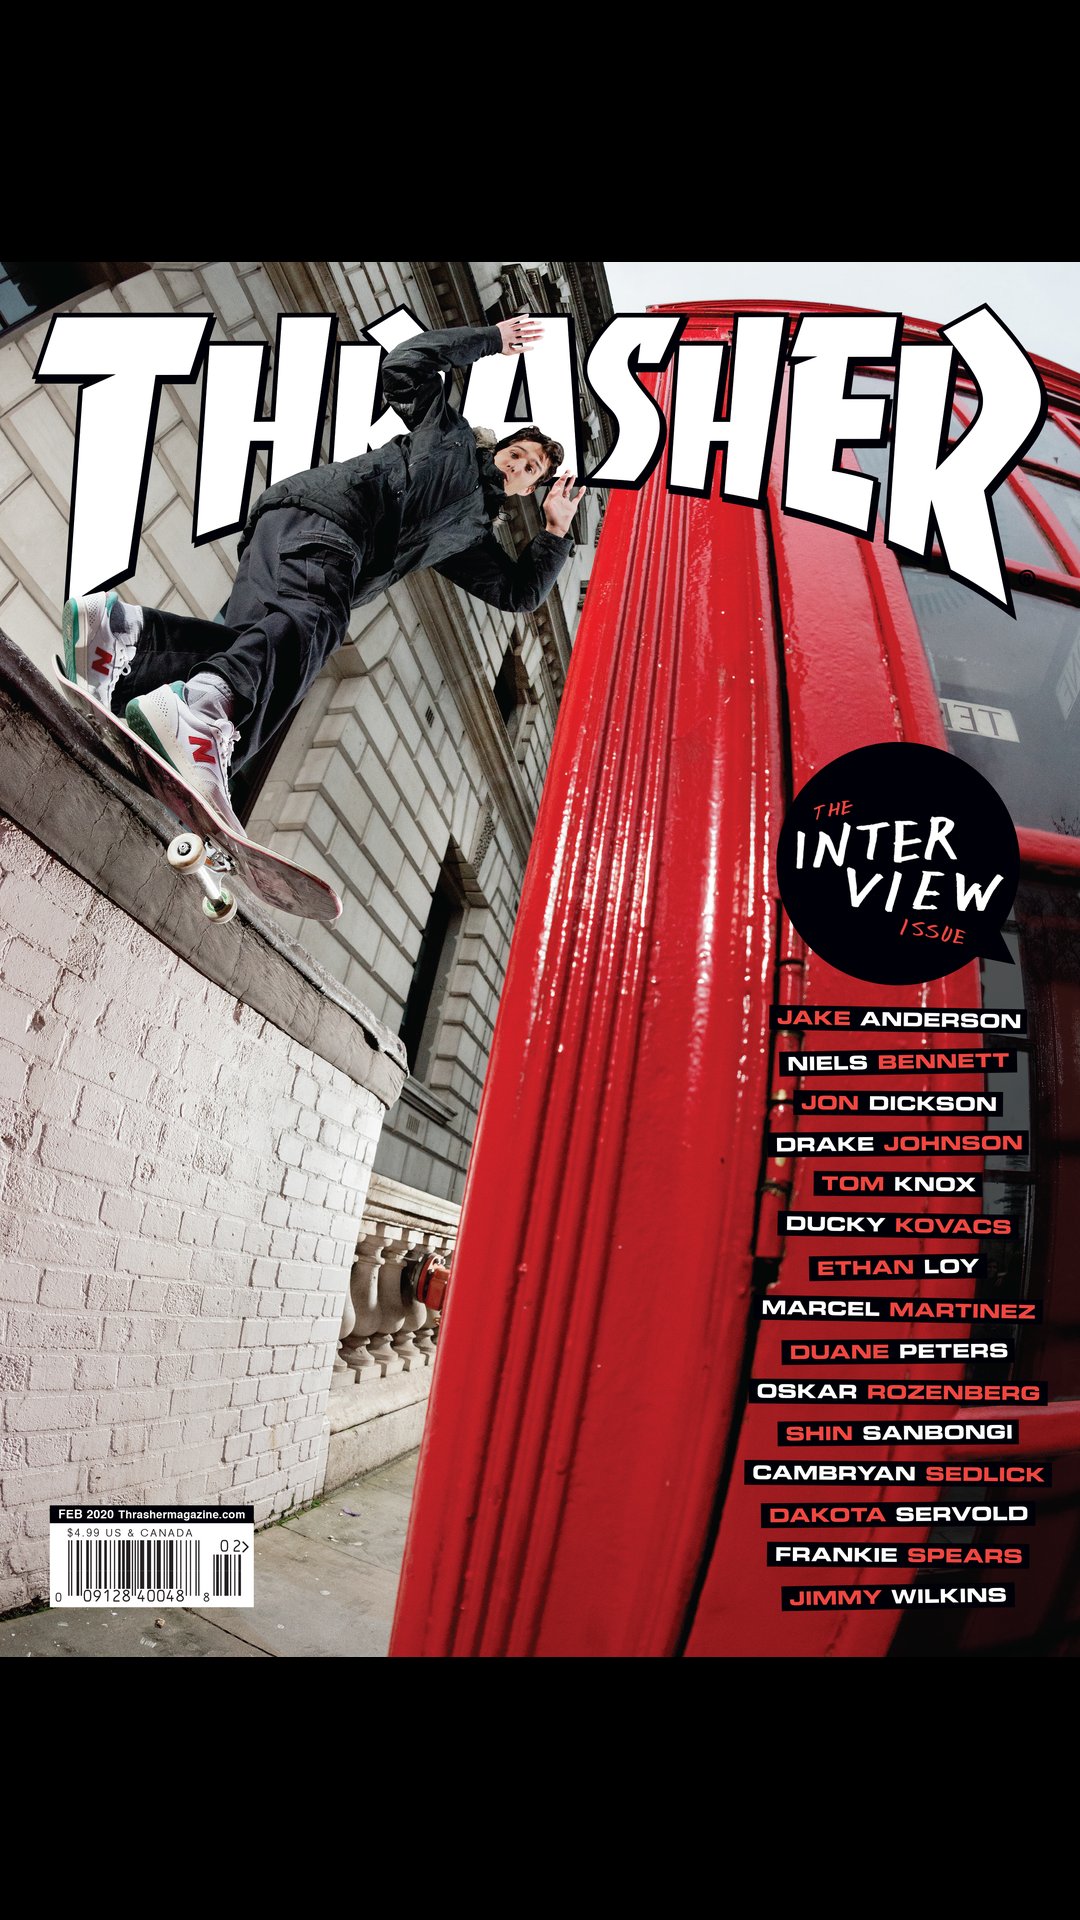 THRASHER
N
N
THE
INTER
VIEW
ISSUE
JAKE ANDERSON
NIELS BENNETT
JON DICKSON
DRAKE JOHNSON
TOM KNOX
DUCKY KOVACS
ETHAN LOY
MARCEL MARTINEZ
DUANE PETERS
OSKAR ROZENBERG
SHIN SANBONGI
CAMBRYAN SEDLICK
DAKOTA SERVOLD
FRANKIE SPEARS
JIMMY WILKINS
FEB 2020 Thrashermagazine.com
$4.99 US & CANADA
02>
0 09128 40048 8